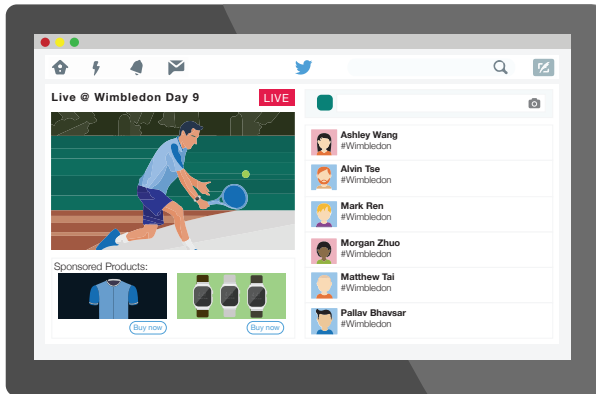 Live @ Wimbledon Day 9
LIVE
Sponsored Products:
Buy now
Buy now
Ashley Wang
#Wimbledon
Alvin Tse
#Wimbledon
Mark Ren
#Wimbledon
Morgan Zhuo
#Wimbledon
Matthew Tai
#Wimbledon
Pallav Bhavsar
#Wimbledon